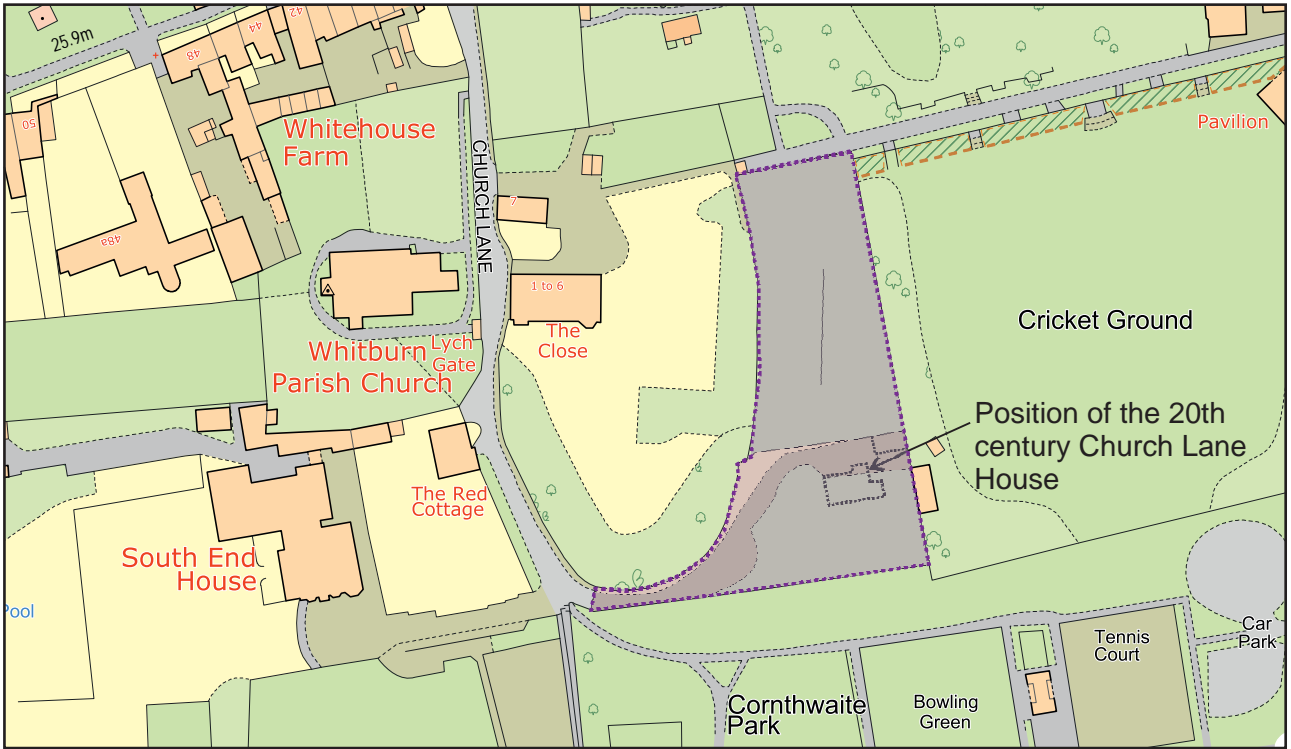 25.9m
48
44
42
50
48a
Whitehouse
Farm
CHURCH LANE
7
1 to 6
The
Close
Whitburn
Parish Church
Lych
Gate
Pavilion
Cricket Ground
Position of the 20th
century Church Lane
House
The Red
Cottage
South End
House
Pool
Cornthwaite
Park
Bowling
Green
Tennis
Court
Car
Park